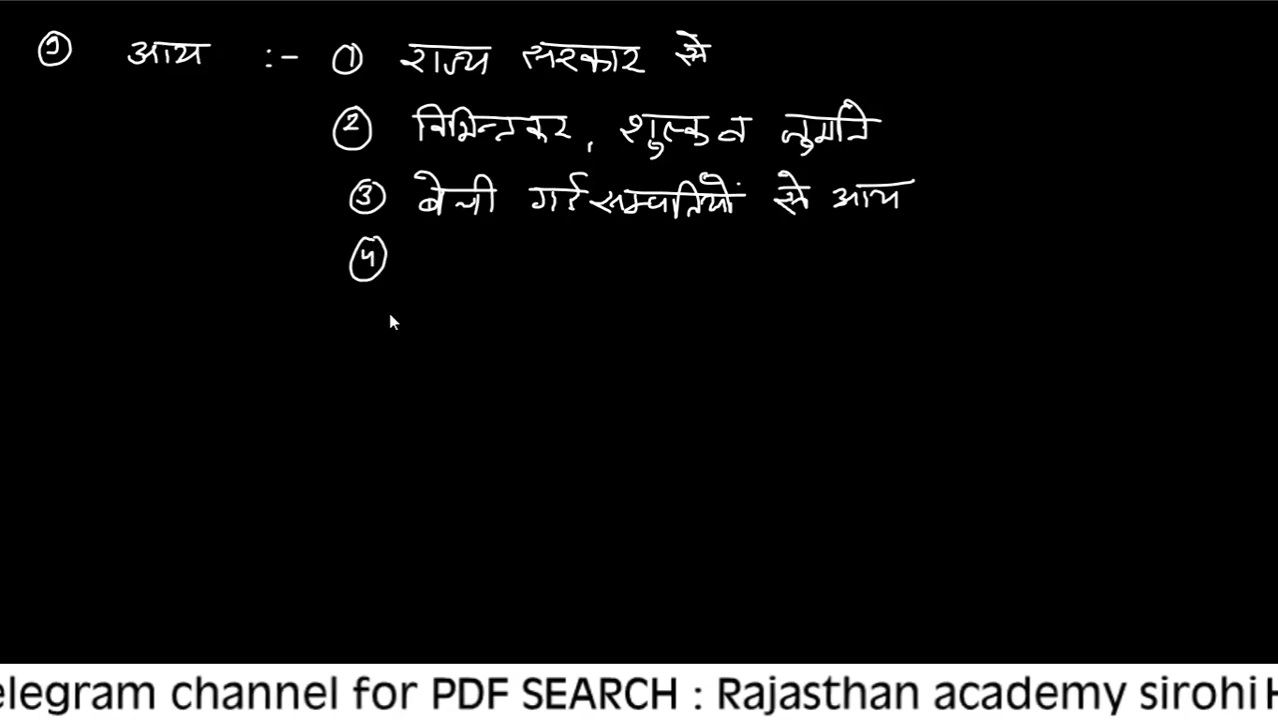 ९ आय :- ① राज्य सरकार से
② विभिन्न कर, शुल्क व जुर्माने
③ बेची गई सम्पतियों से आय
④
elegram channel for PDF SEARCH : Rajasthan academy sirohi H